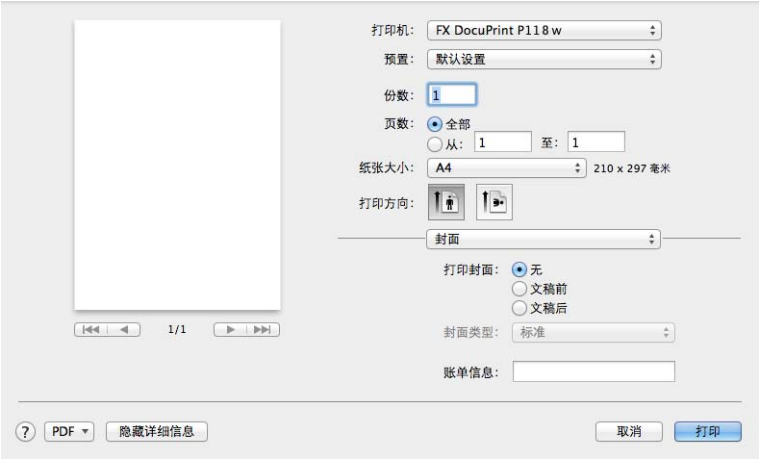 打印机： FX DocuPrint P118 w
预置： 默认设置
份数： 1
页数： 全部
从： 1 至： 1
纸张大小： A4 210 x 297 毫米
打印方向：
封面
打印封面： 无
文稿前
文稿后
封面类型： 标准
账单信息：
1/1
? PDF 隐藏详细信息 取消 打印